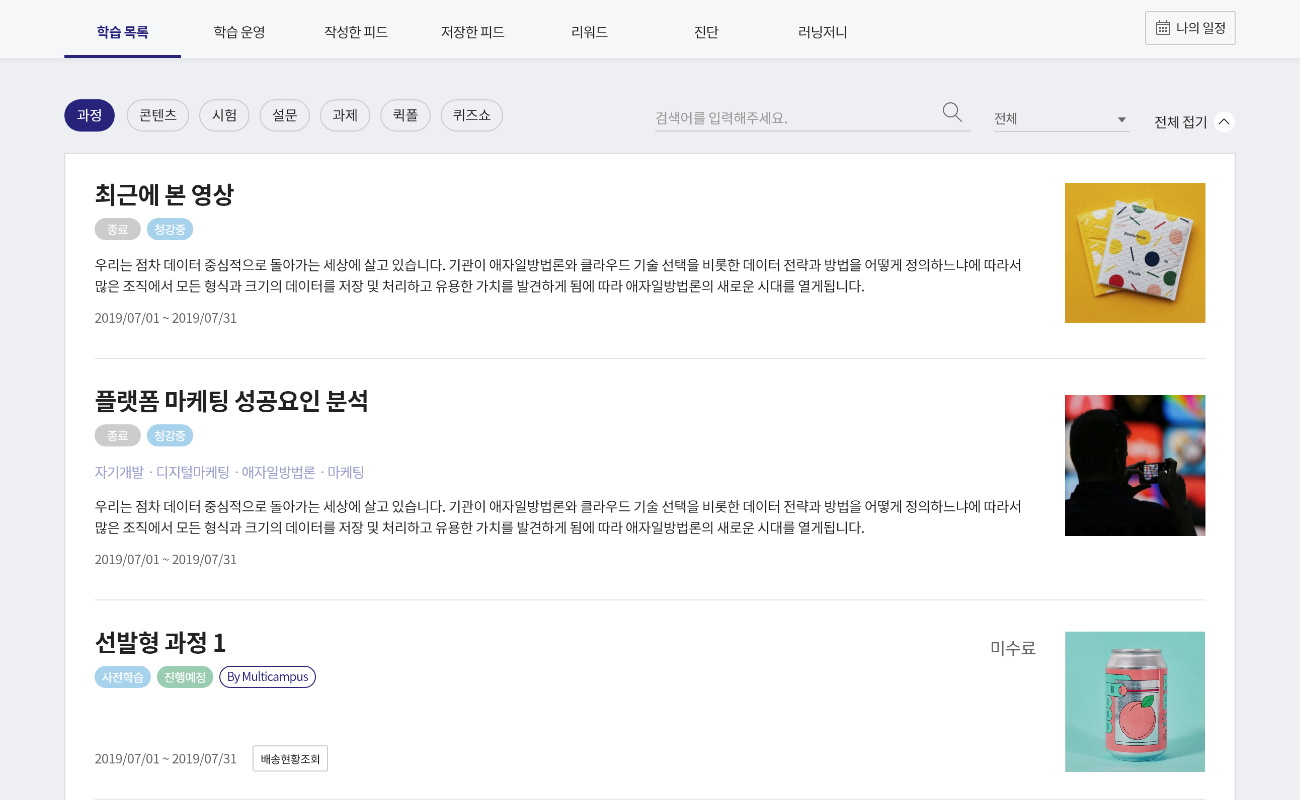 학습 목록
학습 운영
작성한 피드
저장한 피드
리워드
진단
러닝저니
나의 일정
과정
콘텐츠
시험
설문
과제
퀵폴
퀴즈쇼
검색어를 입력해주세요.
전체
전체 접기
최근에 본 영상
종료
청강중
우리는 점차 데이터 중심적으로 돌아가는 세상에 살고 있습니다. 기관이 애자일방법론와 클라우드 기술 선택을 비롯한 데이터 전략과 방법을 어떻게 정의하느냐에 따라서
많은 조직에서 모든 형식과 크기의 데이터를 저장 및 처리하고 유용한 가치를 발견하게 됨에 따라 애자일방법론의 새로운 시대를 열게됩니다.
2019/07/01 ~ 2019/07/31
플랫폼 마케팅 성공요인 분석
종료
청강중
자기개발 · 디지털마케팅 · 애자일방법론 · 마케팅
우리는 점차 데이터 중심적으로 돌아가는 세상에 살고 있습니다. 기관이 애자일방법론와 클라우드 기술 선택을 비롯한 데이터 전략과 방법을 어떻게 정의하느냐에 따라서
많은 조직에서 모든 형식과 크기의 데이터를 저장 및 처리하고 유용한 가치를 발견하게 됨에 따라 애자일방법론의 새로운 시대를 열게됩니다.
2019/07/01 ~ 2019/07/31
선발형 과정 1
미수료
사전학습
진행예정
By Multicampus
2019/07/01 ~ 2019/07/31
배송현황조회